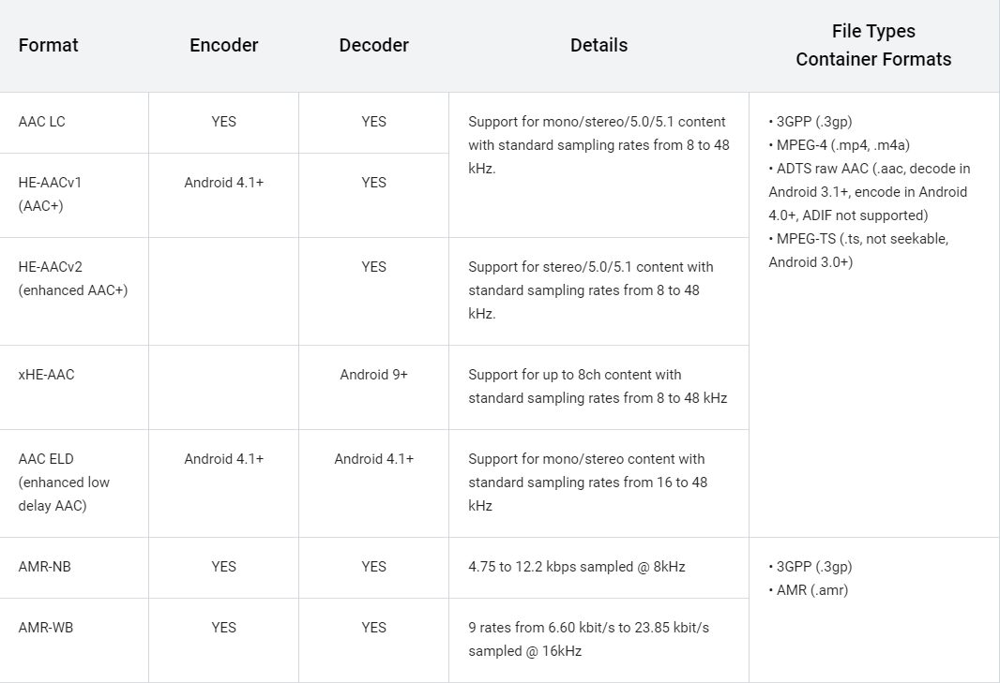 Format
Encoder
Decoder
Details
File Types
Container Formats
AAC LC
YES
YES
Support for mono/stereo/5.0/5.1 content
with standard sampling rates from 8 to 48
kHz.
• 3GPP (.3gp)
• MPEG-4 (.mp4, .m4a)
• ADTS raw AAC (.aac, decode in
Android 3.1+, encode in Android
4.0+, ADIF not supported)
• MPEG-TS (.ts, not seekable,
Android 3.0+)
HE-AACv1
(AAC+)
Android 4.1+
YES
HE-AACv2
(enhanced AAC+)
YES
Support for stereo/5.0/5.1 content with
standard sampling rates from 8 to 48
kHz.
xHE-AAC
Android 9+
Support for up to 8ch content with
standard sampling rates from 8 to 48 kHz
AAC ELD
(enhanced low
delay AAC)
Android 4.1+
Android 4.1+
Support for mono/stereo content with
standard sampling rates from 16 to 48
kHz
AMR-NB
YES
YES
4.75 to 12.2 kbps sampled @ 8kHz
• 3GPP (.3gp)
• AMR (.amr)
AMR-WB
YES
YES
9 rates from 6.60 kbit/s to 23.85 kbit/s
sampled @ 16kHz